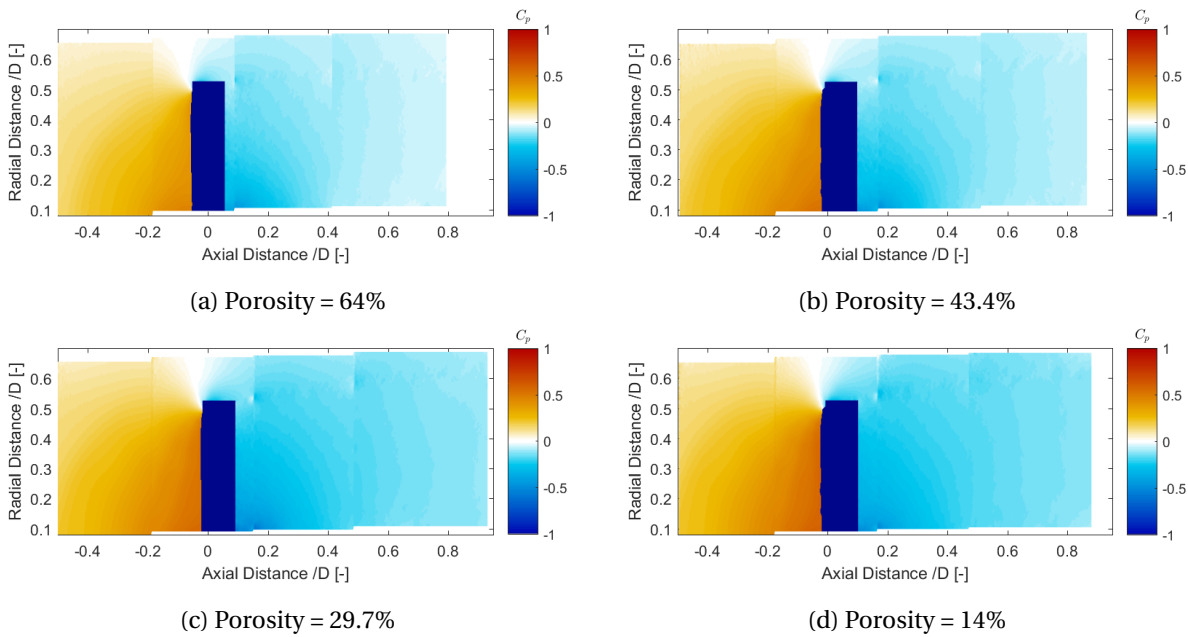 C_p
1
0.5
0
-0.5
-1
Radial Distance /D [-]
0.6
0.5
0.4
0.3
0.2
0.1
-0.4 -0.2 0 0.2 0.4 0.6 0.8
Axial Distance /D [-]
(a) Porosity = 64%
C_p
1
0.5
0
-0.5
-1
Radial Distance /D [-]
0.6
0.5
0.4
0.3
0.2
0.1
-0.4 -0.2 0 0.2 0.4 0.6 0.8
Axial Distance /D [-]
(b) Porosity = 43.4%
C_p
1
0.5
0
-0.5
-1
Radial Distance /D [-]
0.6
0.5
0.4
0.3
0.2
0.1
-0.4 -0.2 0 0.2 0.4 0.6 0.8
Axial Distance /D [-]
(c) Porosity = 29.7%
C_p
1
0.5
0
-0.5
-1
Radial Distance /D [-]
0.6
0.5
0.4
0.3
0.2
0.1
-0.4 -0.2 0 0.2 0.4 0.6 0.8
Axial Distance /D [-]
(d) Porosity = 14%